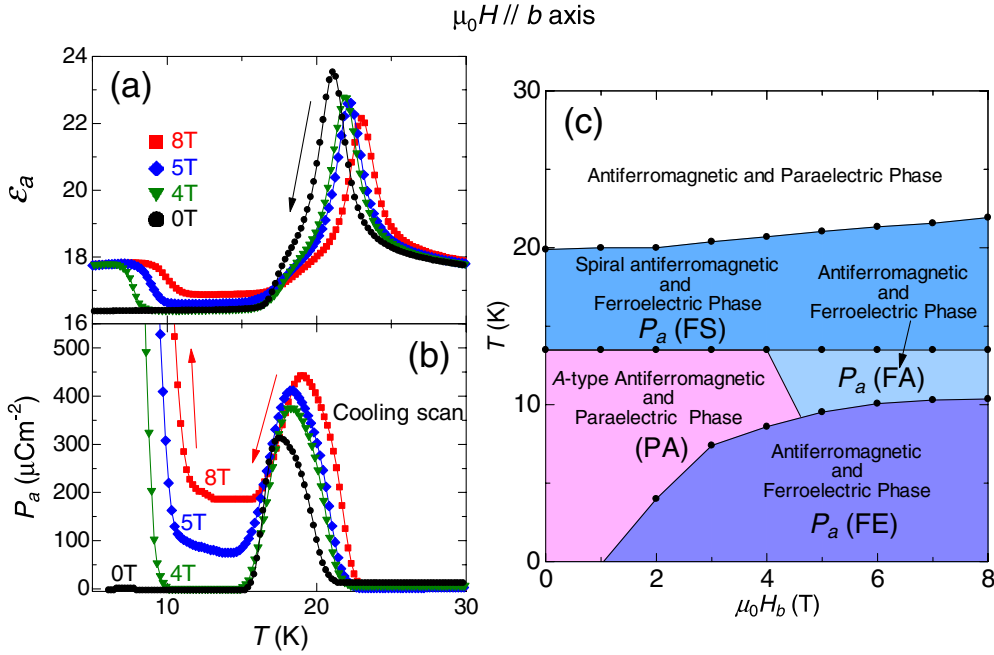 μ₀H // b axis
(a)
24
22
20
18
16
εₐ
8T
5T
4T
0T
(b)
500
400
300
200
100
0
Pₐ (μCm⁻²)
Cooling scan
8T
5T
0T
4T
10
20
30
T (K)
(c)
30
20
10
0
T (K)
Antiferromagnetic and Paraelectric Phase
Spiral antiferromagnetic
and
Ferroelectric Phase
Pₐ (FS)
Antiferromagnetic
and
Ferroelectric Phase
Pₐ (FA)
A-type Antiferromagnetic
and
Paraelectric Phase
(PA)
Antiferromagnetic
and
Ferroelectric Phase
Pₐ (FE)
0
2
4
6
8
μ₀H_b (T)